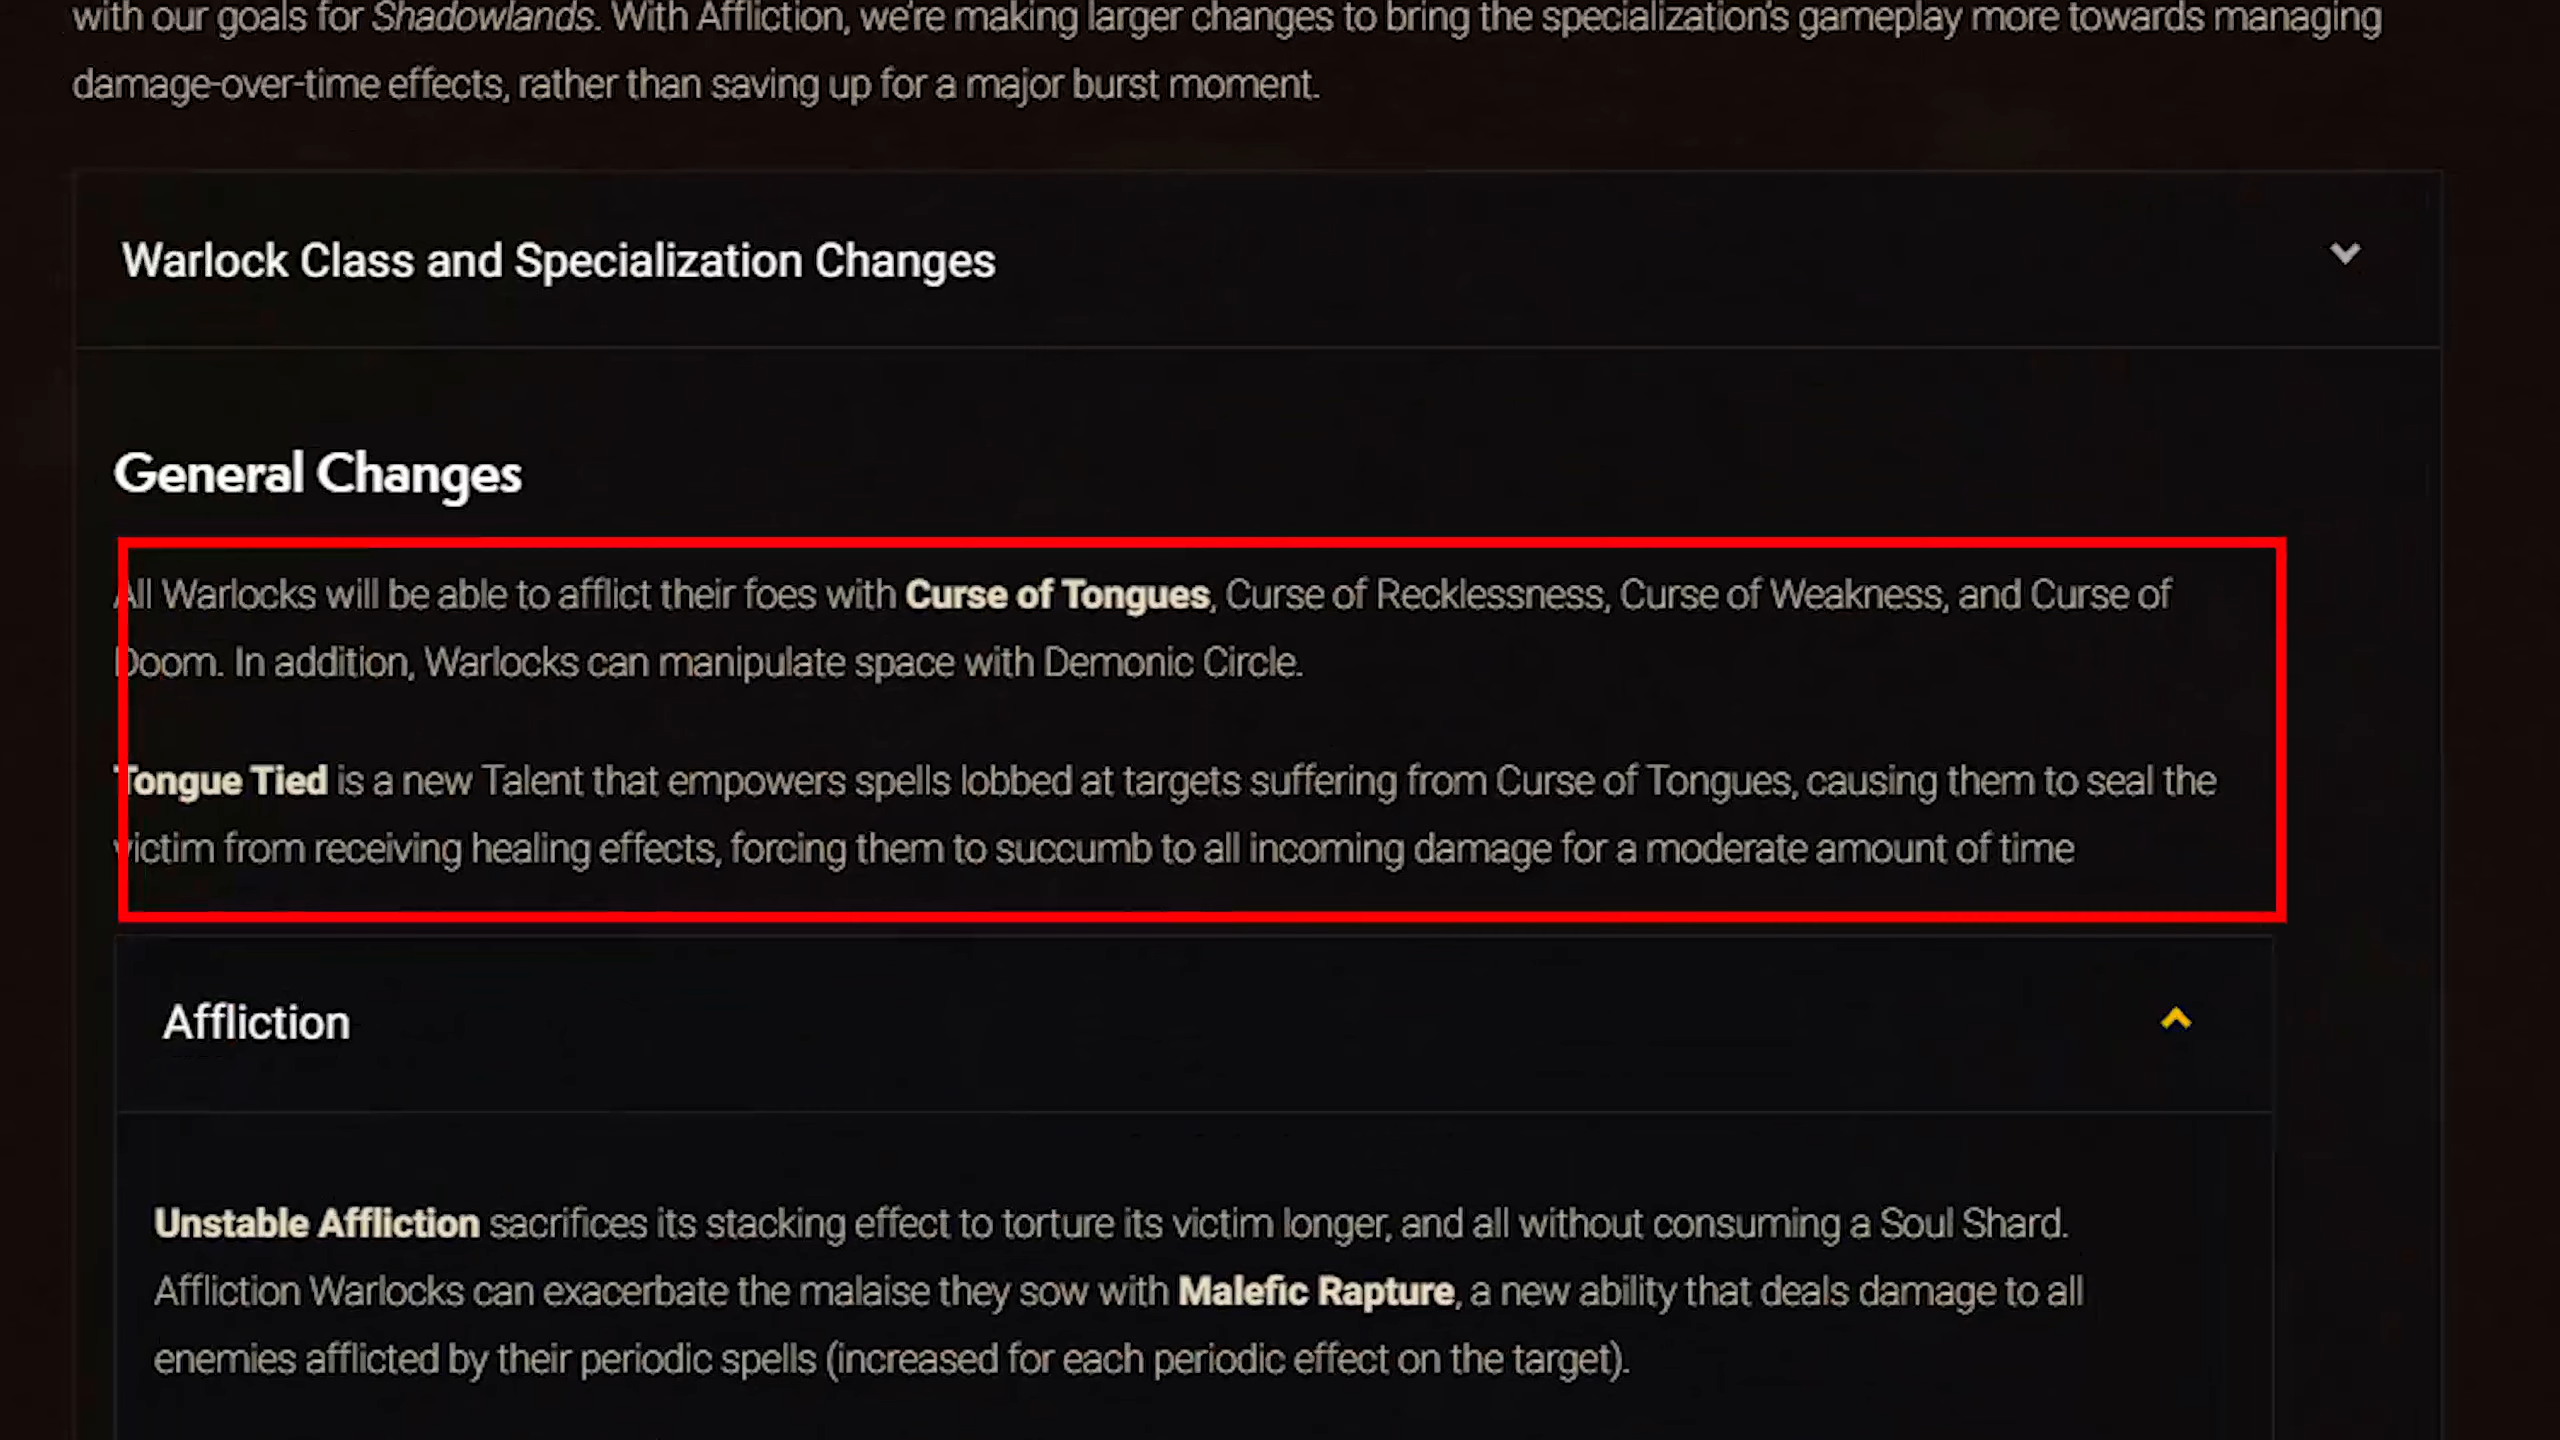 with our goals for Shadowlands. With Affliction, we're making larger changes to bring the specialization's gameplay more towards managing
damage-over-time effects, rather than saving up for a major burst moment.
Warlock Class and Specialization Changes
General Changes
All Warlocks will be able to afflict their foes with Curse of Tongues, Curse of Recklessness, Curse of Weakness, and Curse of
Doom. In addition, Warlocks can manipulate space with Demonic Circle.
Tongue Tied is a new Talent that empowers spells lobbed at targets suffering from Curse of Tongues, causing them to seal the
victim from receiving healing effects, forcing them to succumb to all incoming damage for a moderate amount of time
Affliction
Unstable Affliction sacrifices its stacking effect to torture its victim longer, and all without consuming a Soul Shard.
Affliction Warlocks can exacerbate the malaise they sow with Malefic Rapture, a new ability that deals damage to all
enemies afflicted by their periodic spells (increased for each periodic effect on the target).